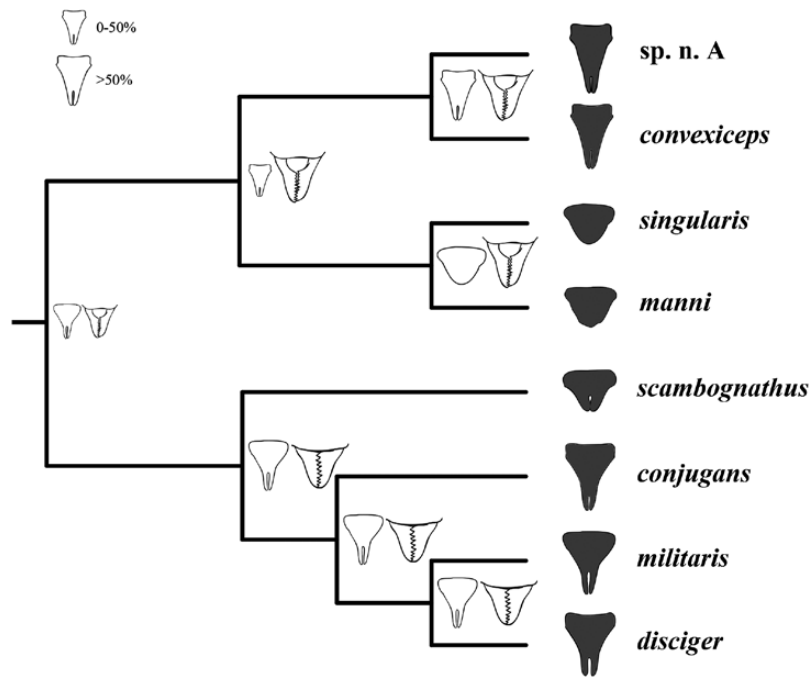 0-50%
>50%
sp. n. A
convexiceps
singularis
manni
scambognathus
conjugans
militaris
disciger